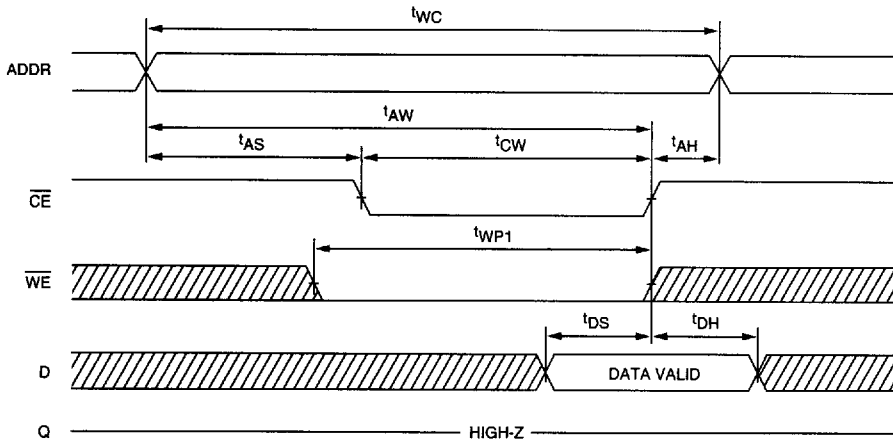 tWC
ADDR
tAW
tAS tCW tAH
CE
tWP1
WE
tDS tDH
D DATA VALID
Q HIGH-Z